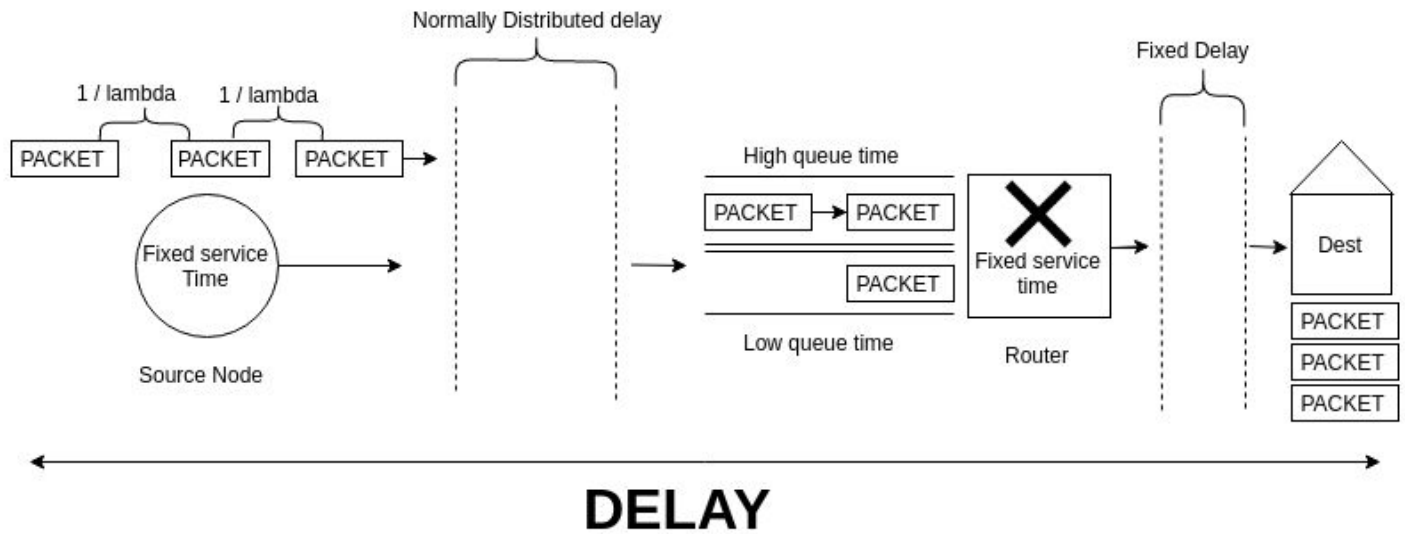 Normally Distributed delay
Fixed Delay
1 / lambda
1 / lambda
PACKET
PACKET
PACKET
High queue time
PACKET
PACKET
Fixed service
Time
Fixed service
time
Dest
PACKET
Low queue time
Router
Source Node
PACKET
PACKET
PACKET
DELAY